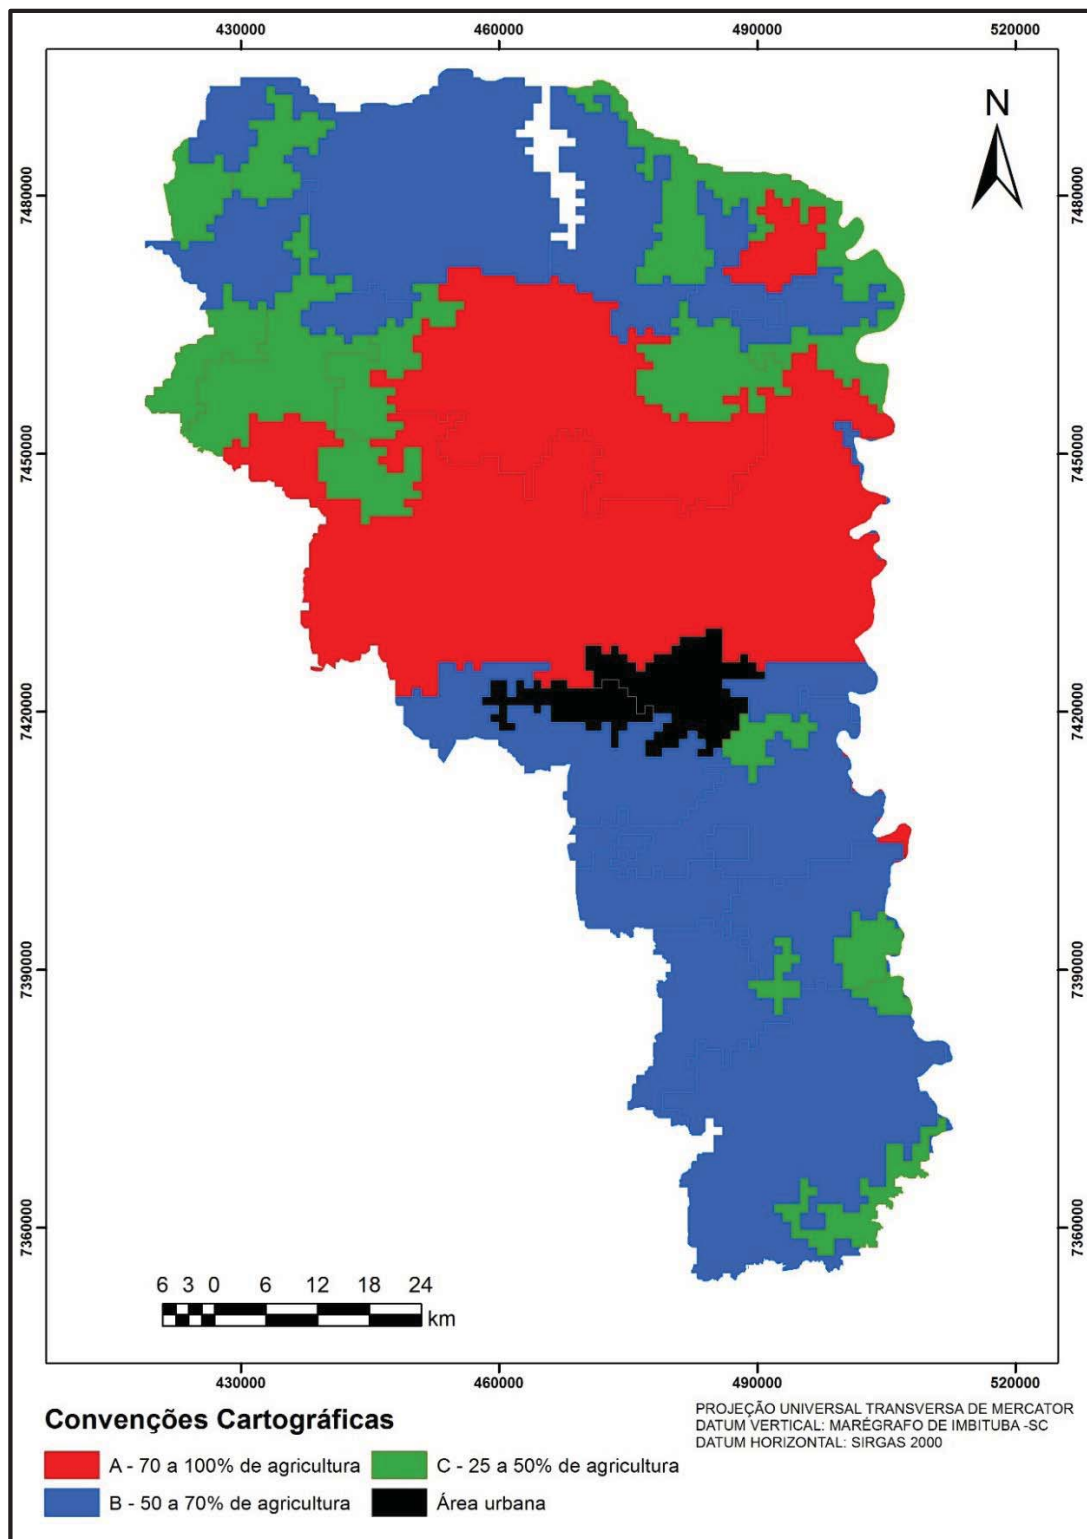 430000 460000 490000 520000
N
7480000 7480000
7450000 7450000
7420000 7420000
7390000 7390000
7360000 7360000
6 3 0 6 12 18 24
km
430000 460000 490000 520000
Convenções Cartográficas
A - 70 a 100% de agricultura
B - 50 a 70% de agricultura
C - 25 a 50% de agricultura
Área urbana
PROJEÇÃO UNIVERSAL TRANSVERSA DE MERCATOR
DATUM VERTICAL: MARÉGRAFO DE IMBITUBA -SC
DATUM HORIZONTAL: SIRGAS 2000